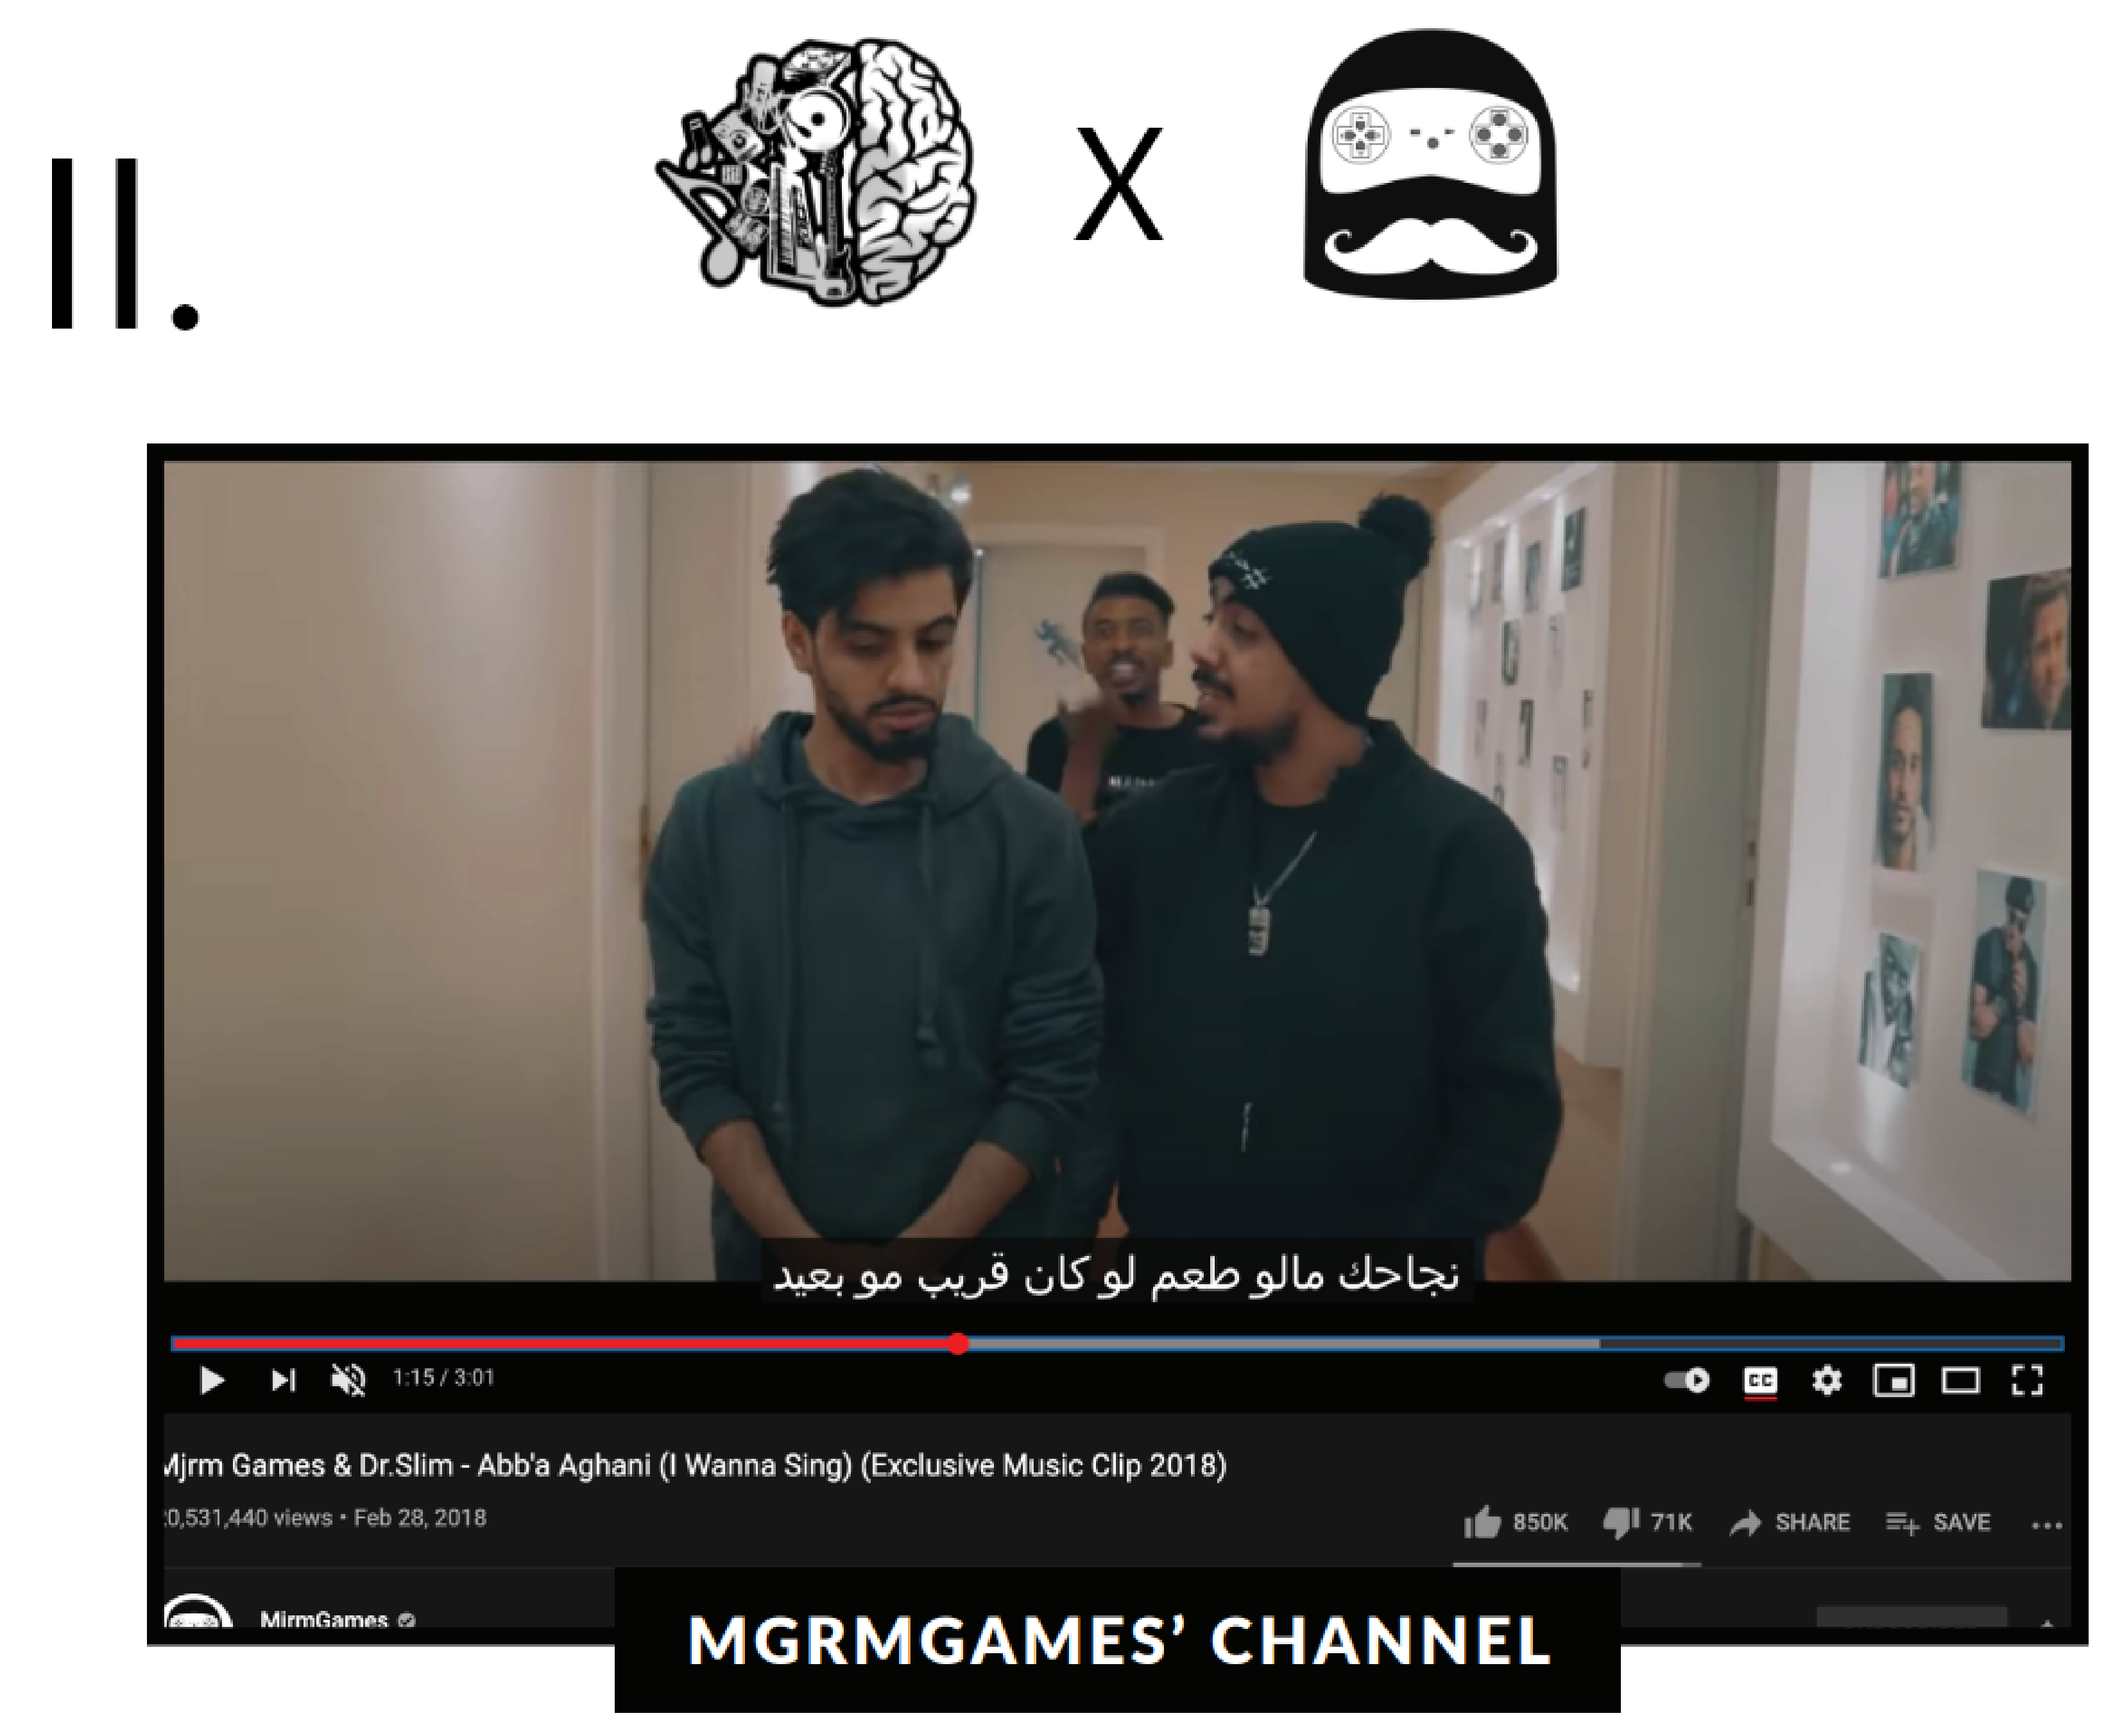 II.
X
نجاحك مالو طعم لو كان قريب مو بعيد
1:15 / 3:01
CC
Mjrm Games & Dr.Slim - Abb'a Aghani (I Wanna Sing) (Exclusive Music Clip 2018)
0,531,440 views • Feb 28, 2018
850K
71K
SHARE
SAVE
MjrmGames
MGRMGAMES’ CHANNEL